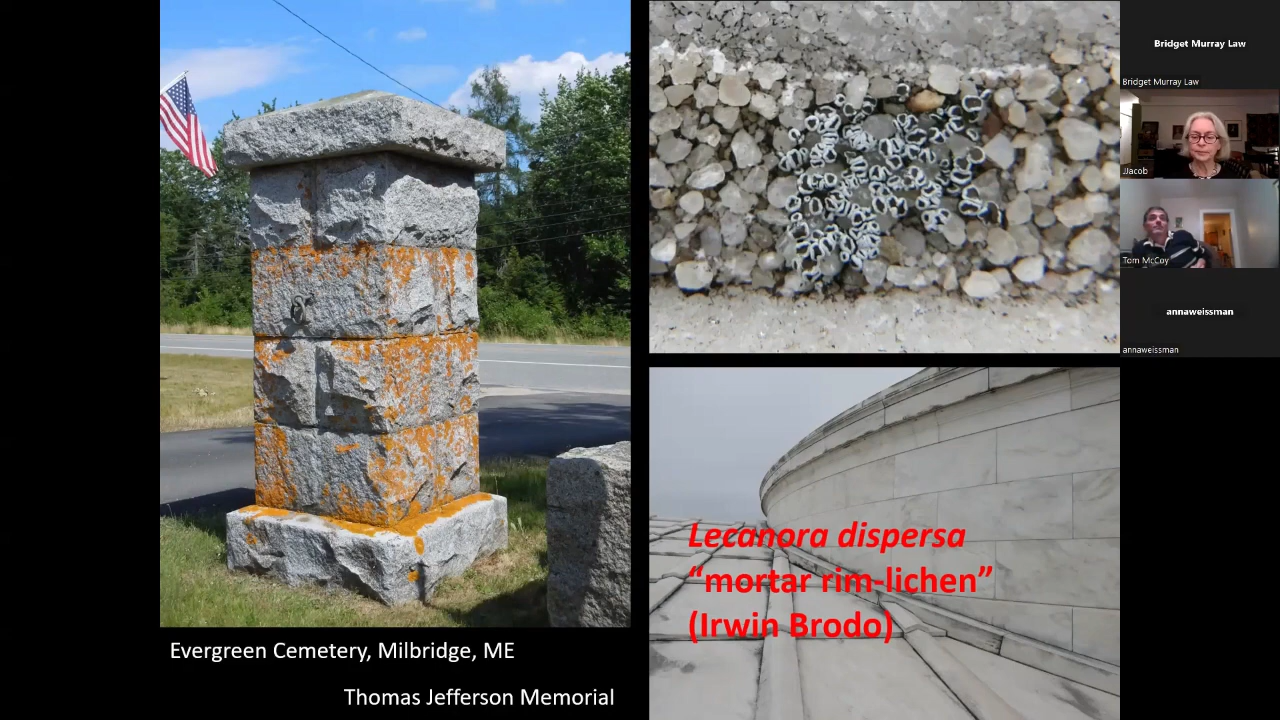 Evergreen Cemetery, Milbridge, ME
Thomas Jefferson Memorial
Lecanora dispersa
“mortar rim-lichen”
(Irwin Brodo)
Bridget Murray Law
Bridget Murray Law
JJacob
Tom McCoy
annaweissman
annaweissman